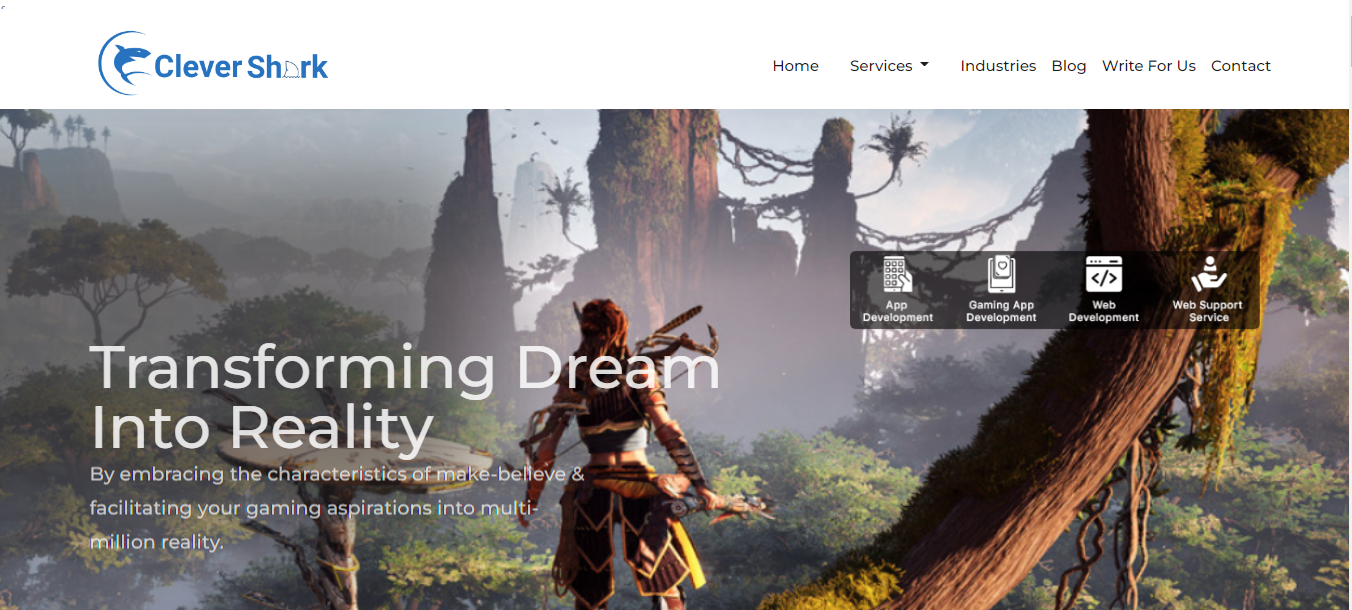 Clever Shark
Home Services Industries Blog Write For Us Contact
App
Development
Gaming App
Development
Web
Development
Web Support
Service
Transforming Dream
Into Reality
By embracing the characteristics of make-believe &
facilitating your gaming aspirations into multi-
million reality.